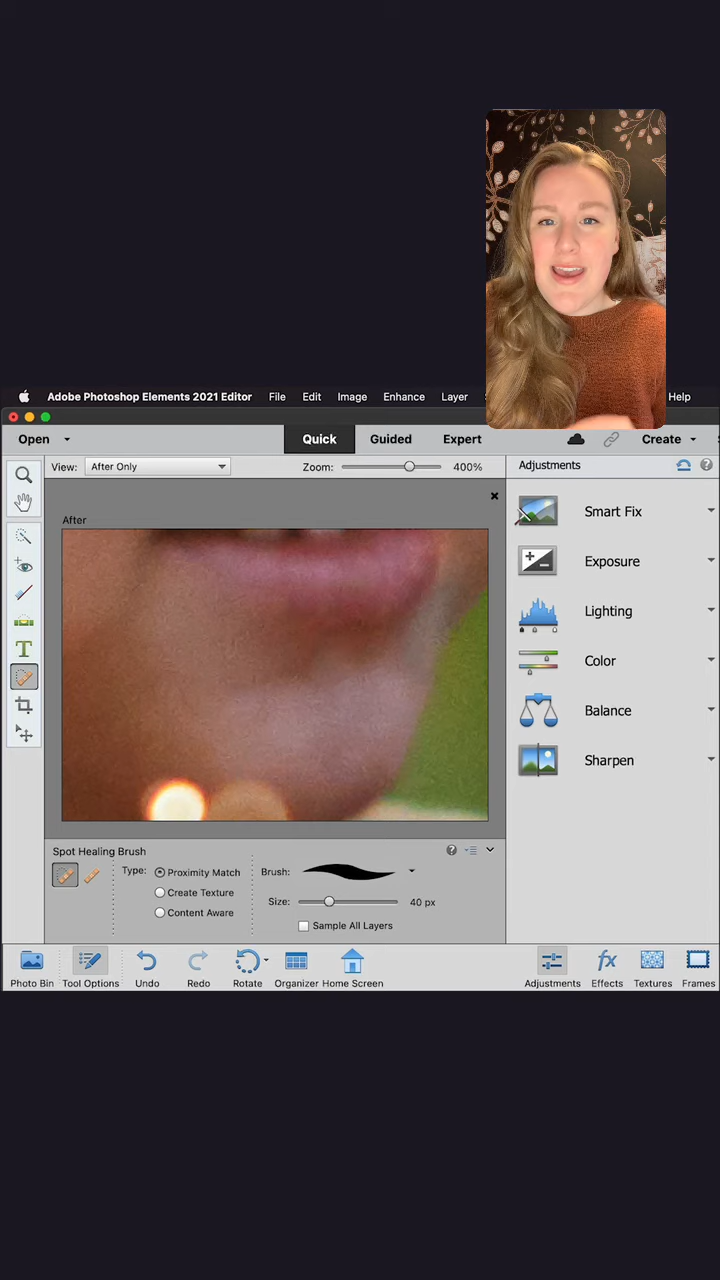 Adobe Photoshop Elements 2021 Editor File Edit Image Enhance Layer Help
Open Quick Guided Expert Create
View: After Only Zoom: 400% Adjustments
After
Smart Fix
Exposure
Lighting
Color
Balance
Sharpen
T
Spot Healing Brush
Type: Proximity Match
Create Texture
Content Aware
Brush:
Size: 40 px
Sample All Layers
Photo Bin Tool Options Undo Redo Rotate Organizer Home Screen Adjustments Effects Textures Frames